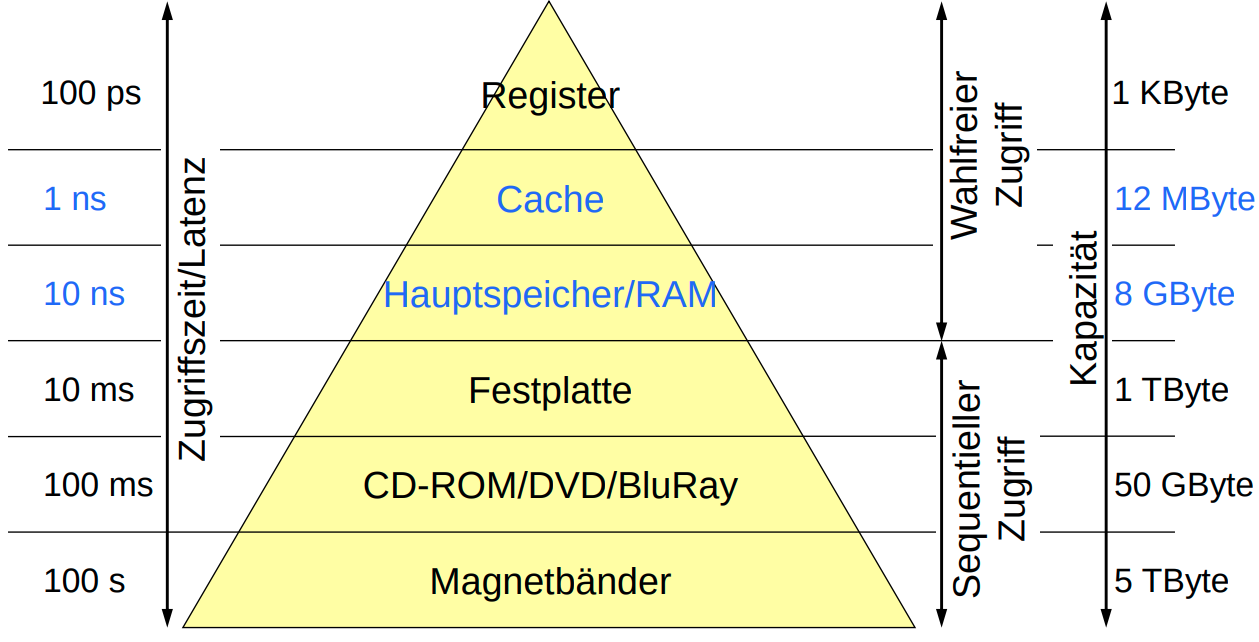 100 ps
Register
1 KByte
1 ns
Cache
12 MByte
10 ns
Hauptspeicher/RAM
8 GByte
10 ms
Festplatte
1 TByte
100 ms
CD-ROM/DVD/BluRay
50 GByte
100 s
Magnetbänder
5 TByte
Zugriffszeit/Latenz
Wahlfreier
Zugriff
Sequentieller
Zugriff
Kapazität